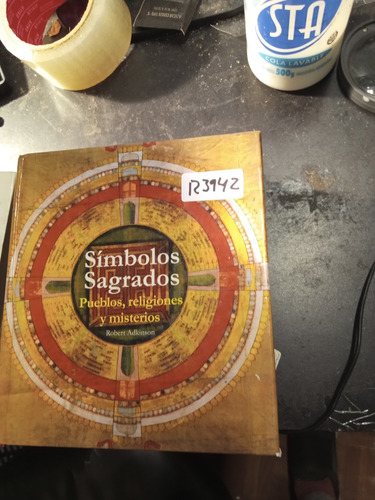 STA
COLA LAVABLE
500g
R3942
Símbolos
Sagrados
Pueblos, religiones
y misterios
Robert Adkinson